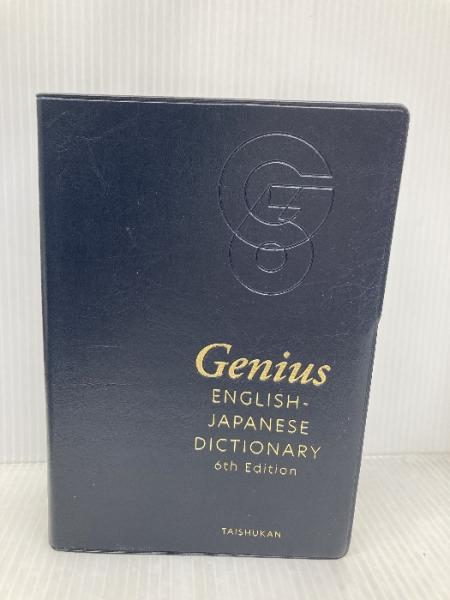 Genius
ENGLISH-
JAPANESE
DICTIONARY
6th Edition
TAISHUKAN